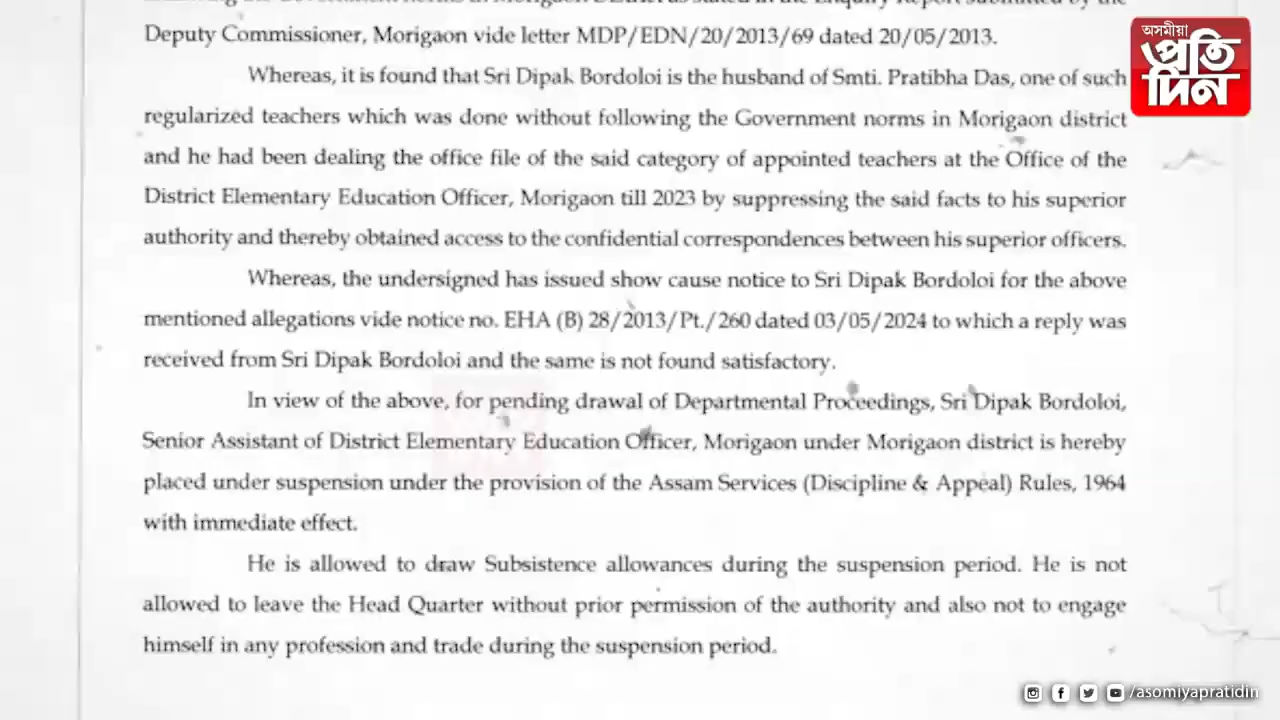 Deputy Commissioner, Morigaon vide letter MDP/EDN/20/2013/69 dated 20/05/2013.
Whereas, it is found that Sri Dipak Bordoloi is the husband of Smti. Pratibha Das, one of such
regularized teachers which was done without following the Government norms in Morigaon district
and he had been dealing the office file of the said category of appointed teachers at the Office of the
District Elementary Education Officer, Morigaon till 2023 by suppressing the said facts to his superior
authority and thereby obtained access to the confidential correspondences between his superior officers.
Whereas, the undersigned has issued show cause notice to Sri Dipak Bordoloi for the above
mentioned allegations vide notice no. EHA (B) 28/2013/Pt./260 dated 03/05/2024 to which a reply was
received from Sri Dipak Bordoloi and the same is not found satisfactory.
In view of the above, for pending drawal of Departmental Proceedings, Sri Dipak Bordoloi,
Senior Assistant of District Elementary Education Officer, Morigaon under Morigaon district is hereby
placed under suspension under the provision of the Assam Services (Discipline & Appeal) Rules, 1964
with immediate effect.
He is allowed to draw Subsistence allowances during the suspension period. He is not
allowed to leave the Head Quarter without prior permission of the authority and also not to engage
himself in any profession and trade during the suspension period.
অসমীয়া
প্ৰতি
দিন
/asomiyapratidin